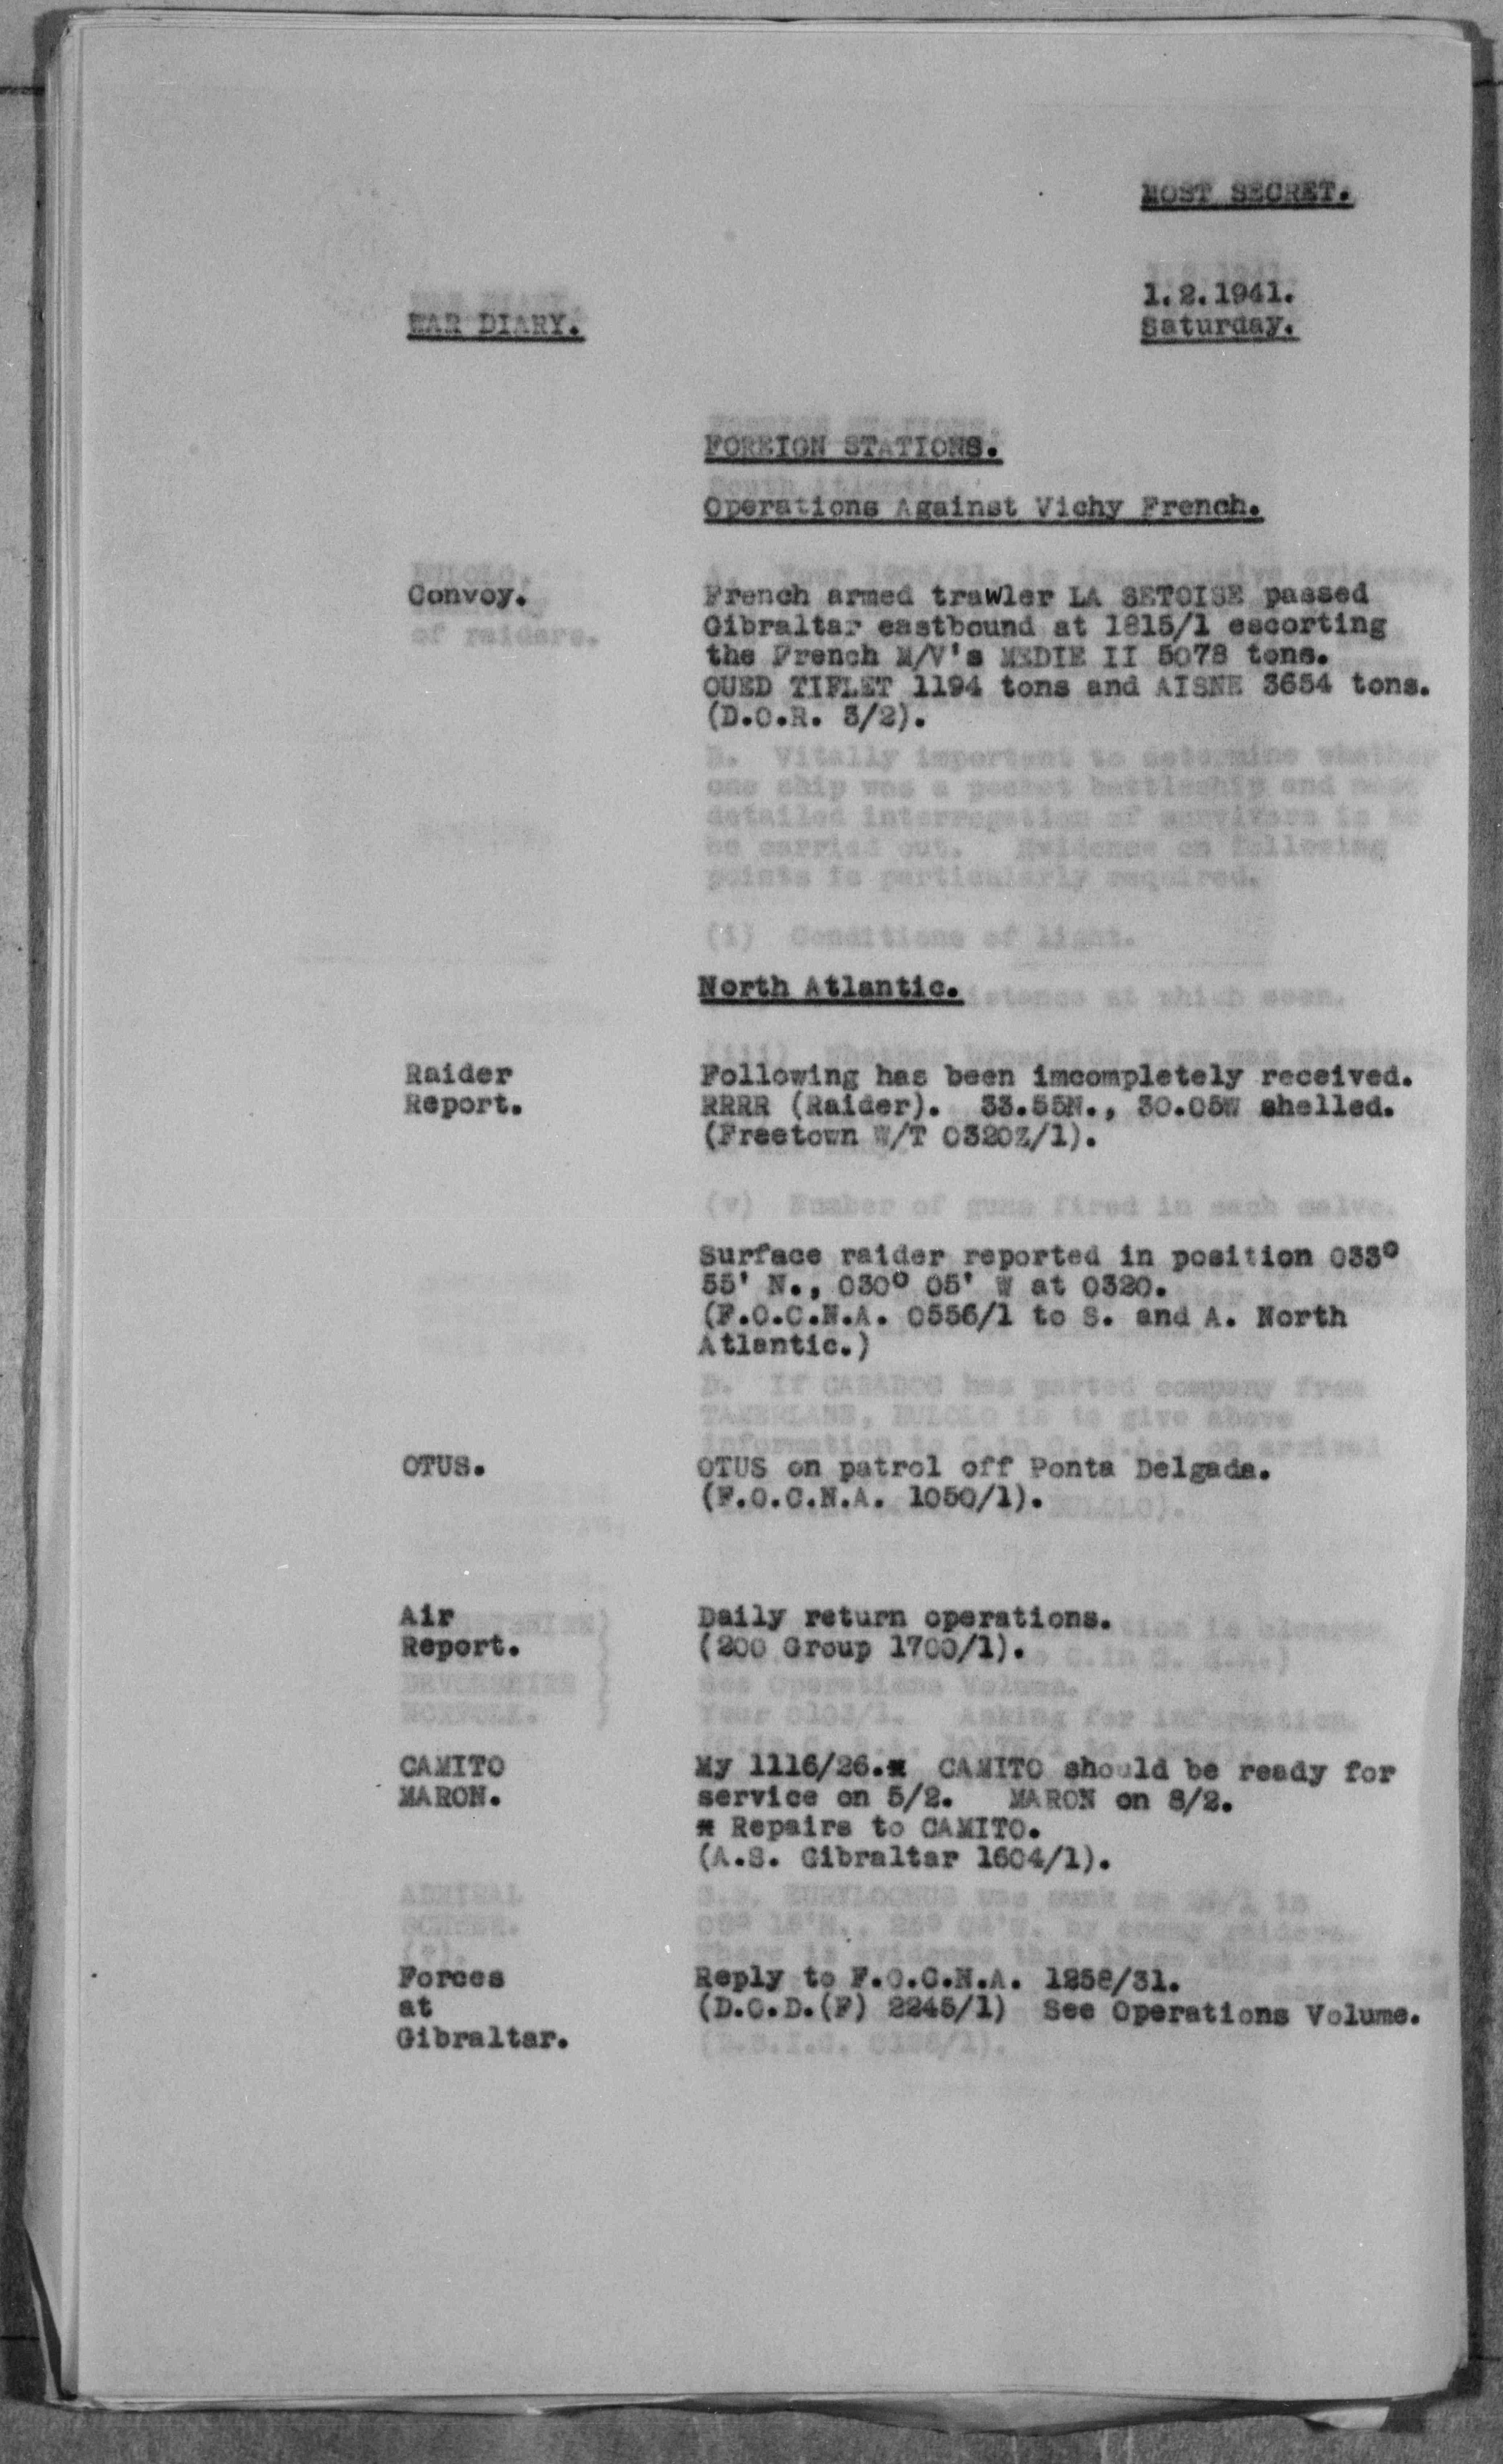 MOST SECRET.
1.2.1941.
WAR DIARY.
Saturday.
FOREIGN STATIONS.
Operations Against Vichy French.
Convoy.
French armed trawler LA SETOISE passed
Gibraltar eastbound at 1815/1 escorting
the French M/V's MEDIE II 5078 tons.
OUED TIFLET 1194 tons and AISNE 3654 tons.
(D.O.R. 3/2).
North Atlantic.
Raider
Report.
Following has been imcompletely received.
RRRR (Raider). 33.55N., 30.05W shelled.
(Freetown W/T 0320Z/1).
Surface raider reported in position 033°
55' N., 030° 05' W at 0320.
(F.O.C.N.A. 0556/1 to S. and A. North
Atlantic.)
OTUS.
OTUS on patrol off Ponta Delgada.
(F.O.C.N.A. 1050/1).
Air
Report.
Daily return operations.
(200 Group 1700/1).
CAMITO
MARON.
My 1116/26.* CAMITO should be ready for
service on 5/2. MARON on 8/2.
* Repairs to CAMITO.
(A.S. Gibraltar 1604/1).
Forces
at
Gibraltar.
Reply to F.O.C.N.A. 1258/31.
(D.O.D.(F) 2245/1) See Operations Volume.